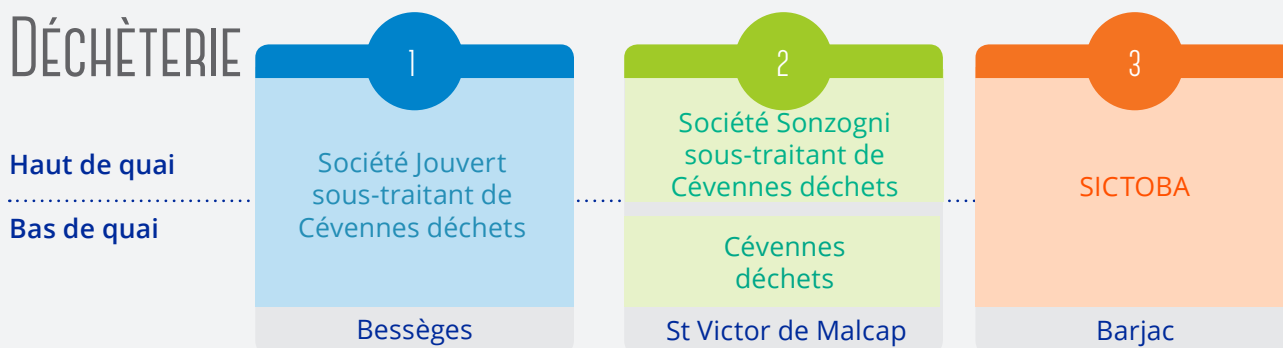 DÉCHÈTERIE
1
2
3
Haut de quai
Bas de quai
Société Jouvert
sous-traitant de
Cévennes déchets
Bessèges
Société Sonzogni
sous-traitant de
Cévennes déchets
Cévennes
déchets
St Victor de Malcap
SICTOBA
Barjac